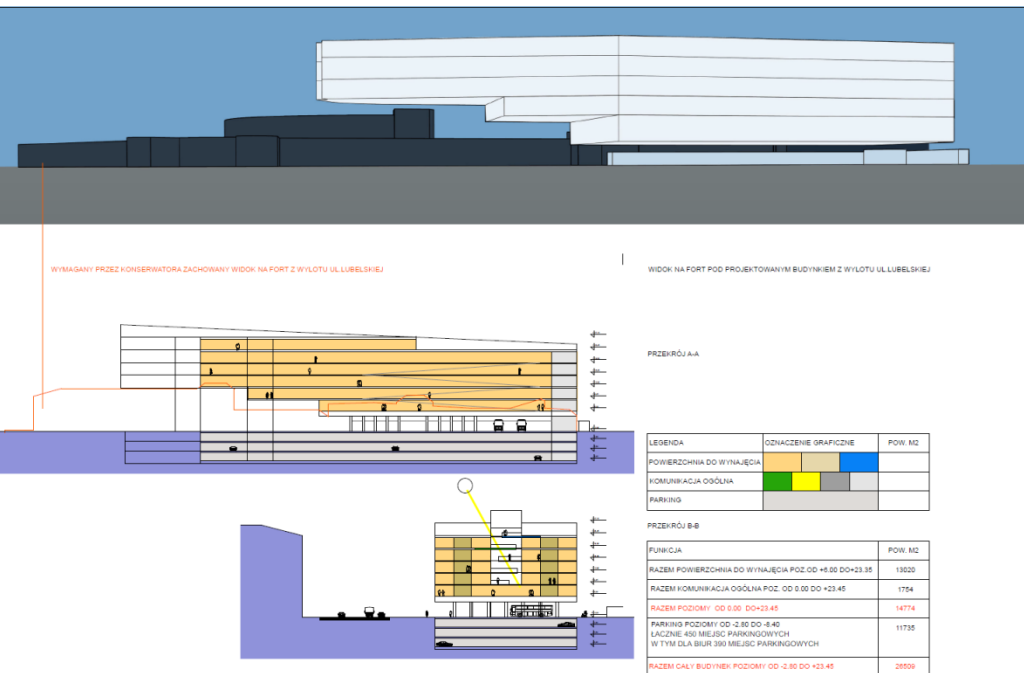 WYMAGANY PRZEZ KONSERWATORA ZACHOWANY WIDOK NA FORT Z WYLOTU UL.LUBELSKIEJ
WIDOK NA FORT POD PROJEKTOWANYM BUDYNKIEM Z WYLOTU UL.LUBELSKIEJ
PRZEKRÓJ A-A
LEGENDA OZNACZENIE GRAFICZNE POW. M2
POWIERZCHNIA DO WYNAJĘCIA
KOMUNIKACJA OGÓLNA
PARKING
PRZEKRÓJ B-B
FUNKCJA POW. M2
RAZEM POWIERZCHNIA DO WYNAJĘCIA POZ.OD +6.00 DO+23.35 13020
RAZEM KOMUNIKACJA OGÓLNA POZ. OD 0.00 DO +23.45 1754
RAZEM POZIOMY OD 0.00 DO+23.45 14774
PARKING POZIOMY OD -2.80 DO -8.40 11735
ŁĄCZNIE 450 MIEJSC PARKINGOWYCH
W TYM DLA BIUR 390 MIEJSC PARKINGOWYCH
RAZEM CAŁY BUDYNEK POZIOMY OD -2.80 DO +23.45 26509